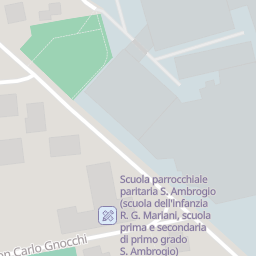 Scuola parrocchiale
paritaria S. Ambrogio
(scuola dell'infanzia
R. G. Mariani, scuola
prima e secondaria
di primo grado
S. Ambrogio)
Carlo Gnocchi